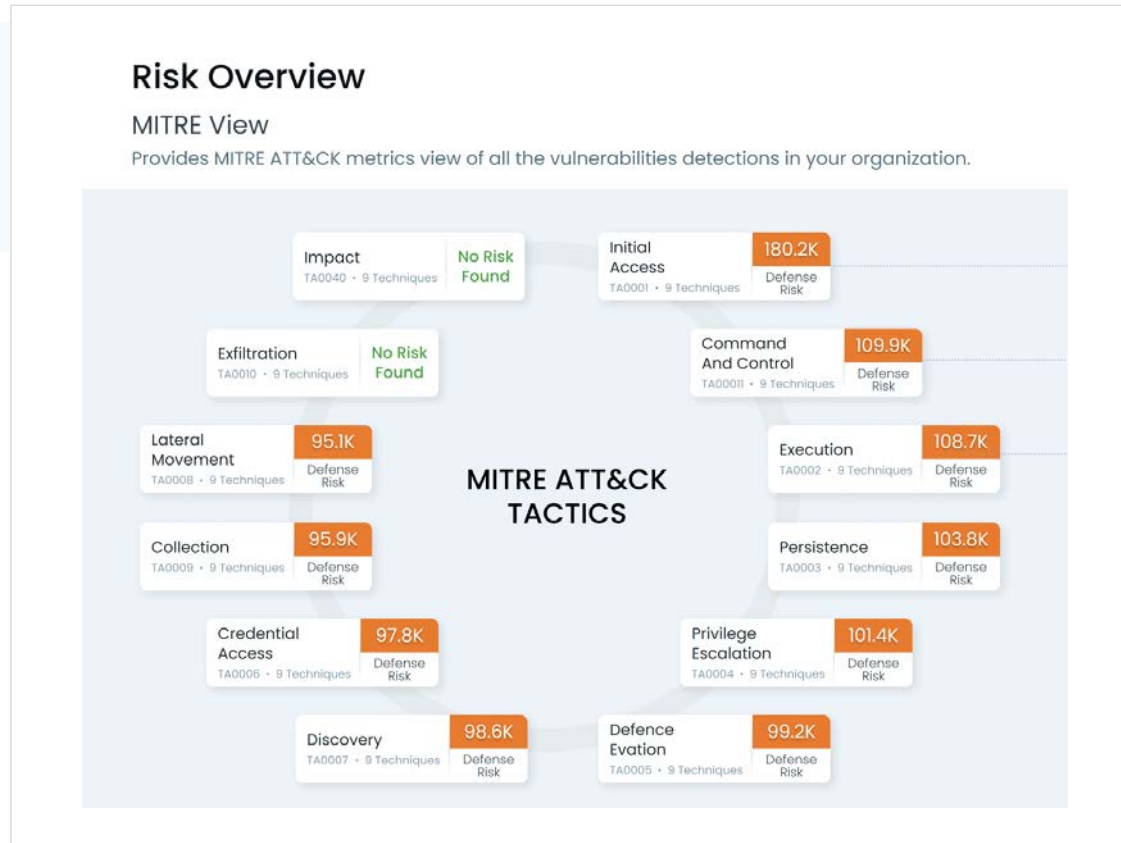 Risk Overview
MITRE View
Provides MITRE ATT&CK metrics view of all the vulnerabilities detections in your organization.
Impact
TA0040 • 9 Techniques
No Risk
Found
Initial
Access
TA0001 • 9 Techniques
180.2K
Defense
Risk
Exfiltration
TA0010 • 9 Techniques
No Risk
Found
Command
And Control
TA00011 • 9 Techniques
109.9K
Defense
Risk
Lateral
Movement
TA0008 • 9 Techniques
95.1K
Defense
Risk
Execution
TA0002 • 9 Techniques
108.7K
Defense
Risk
MITRE ATT&CK
TACTICS
Collection
TA0009 • 9 Techniques
95.9K
Defense
Risk
Persistence
TA0003 • 9 Techniques
103.8K
Defense
Risk
Credential
Access
TA0006 • 9 Techniques
97.8K
Defense
Risk
Privilege
Escalation
TA0004 • 9 Techniques
101.4K
Defense
Risk
Discovery
TA0007 • 9 Techniques
98.6K
Defense
Risk
Defence
Evation
TA0005 • 9 Techniques
99.2K
Defense
Risk